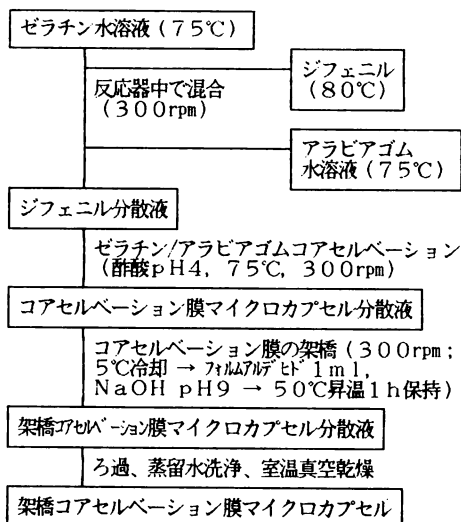 ゼラチン水溶液(75℃)
ジフェニル
(80℃)
反応器中で混合
(300rpm)
アラビアゴム
水溶液(75℃)
ジフェニル分散液
ゼラチン/アラビアゴムコアセルベーション
(酢酸pH4, 75℃, 300rpm)
コアセルベーション膜マイクロカプセル分散液
コアセルベーション膜の架橋(300rpm;
5℃冷却 → フォルムアルデヒド 1ml,
NaOH pH9 → 50℃昇温1h保持)
架橋コアセルベーション膜マイクロカプセル分散液
ろ過、蒸留水洗浄、室温真空乾燥
架橋コアセルベーション膜マイクロカプセル